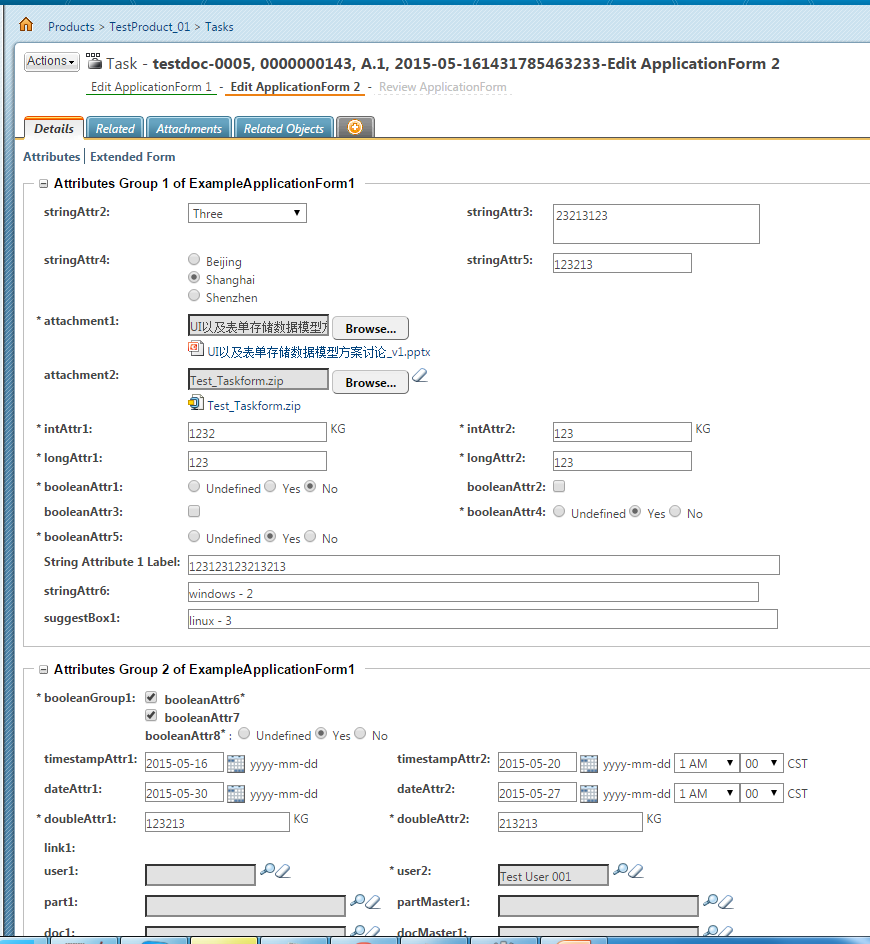 Products > TestProduct_01 > Tasks
Actions Task - testdoc-0005, 0000000143, A.1, 2015-05-161431785463233-Edit ApplicationForm 2
Edit ApplicationForm 1 - Edit ApplicationForm 2 - Review ApplicationForm
Details Related Attachments Related Objects
Attributes | Extended Form
Attributes Group 1 of ExampleApplicationForm1
stringAttr2: Three stringAttr3: 23213123
stringAttr4: Beijing stringAttr5: 123213
Shanghai
Shenzhen
* attachment1: UI以及表单存储数据模型方 Browse...
UI以及表单存储数据模型方案讨论_v1.pptx
attachment2: Test_Taskform.zip Browse...
Test_Taskform.zip
* intAttr1: 1232 KG * intAttr2: 123 KG
* longAttr1: 123 * longAttr2: 123
* booleanAttr1: Undefined Yes No booleanAttr2:
booleanAttr3: * booleanAttr4: Undefined Yes No
* booleanAttr5: Undefined Yes No
String Attribute 1 Label: 123123123213213
stringAttr6: windows - 2
suggestBox1: linux - 3
Attributes Group 2 of ExampleApplicationForm1
* booleanGroup1: booleanAttr6*
booleanAttr7
booleanAttr8* : Undefined Yes No
timestampAttr1: 2015-05-16 yyyy-mm-dd timestampAttr2: 2015-05-20 yyyy-mm-dd 1 AM 00 CST
dateAttr1: 2015-05-30 yyyy-mm-dd dateAttr2: 2015-05-27 yyyy-mm-dd 1 AM 00 CST
* doubleAttr1: 123213 KG * doubleAttr2: 213213 KG
link1:
user1: * user2: Test User 001
part1: partMaster1:
doc1: docMaster1: